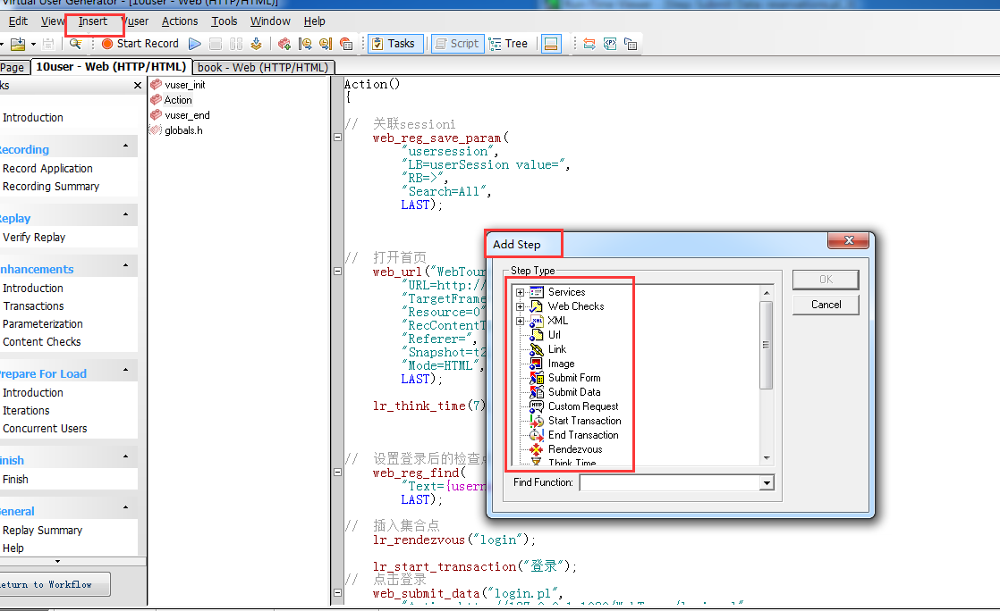 Virtual User Generator - [10user - Web (HTTP/HTML)]
Edit View Insert Vuser Actions Tools Window Help
Start Record Tasks Script Tree
Page 10user - Web (HTTP/HTML) book - Web (HTTP/HTML)
ks
Introduction
Recording
Record Application
Recording Summary
Replay
Verify Replay
Enhancements
Introduction
Transactions
Parameterization
Content Checks
Prepare For Load
Introduction
Iterations
Concurrent Users
Finish
Finish
General
Replay Summary
Help
Return to Workflow
vuser_init
Action
vuser_end
globals.h
Action()
{
// 关联sessioni
web_reg_save_param(
"usersession",
"LB=userSession value=",
"RB=>",
"Search=All",
LAST);
// 打开首页
web_url("WebTour
"URL=http:/
"TargetFrame
"Resource=0"
"RecContentT
"Referer=",
"Snapshot=t2
"Mode=HTML",
LAST);
lr_think_time(7)
// 设置登录后的检查点
web_reg_find(
"Text={usern
LAST);
// 插入集合点
lr_rendezvous("login");
lr_start_transaction("登录");
// 点击登录
web_submit_data("login.pl",
Add Step
Step Type
Services
Web Checks
XML
Url
Link
Image
Submit Form
Submit Data
Custom Request
Start Transaction
End Transaction
Rendezvous
Think Time
Find Function:
OK
Cancel